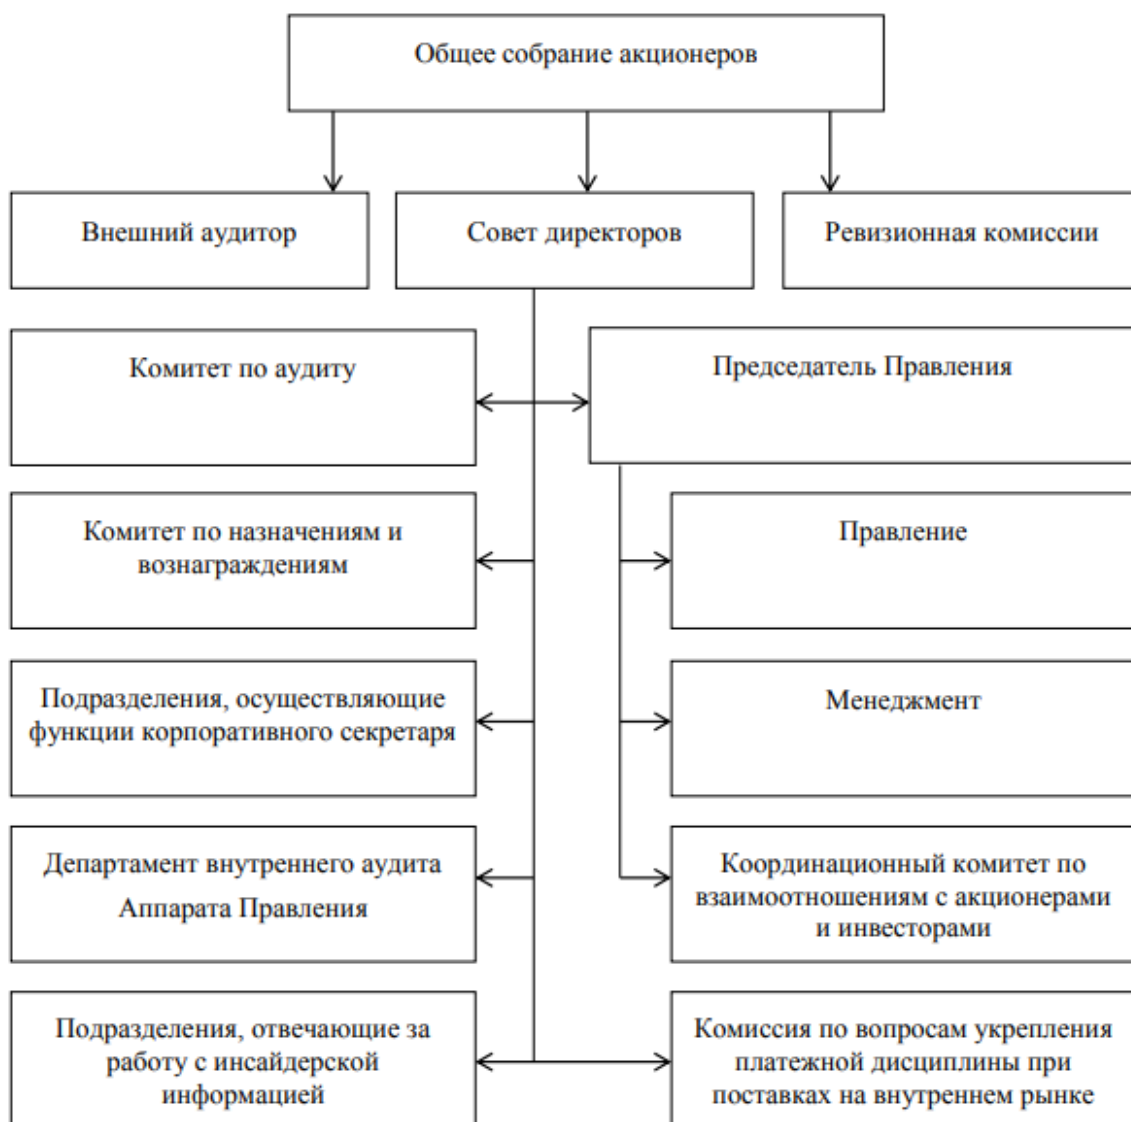 Общее собрание акционеров
Внешний аудитор
Совет директоров
Ревизионная комиссии
Комитет по аудиту
Председатель Правления
Комитет по назначениям и
вознаграждениям
Правление
Подразделения, осуществляющие
функции корпоративного секретаря
Менеджмент
Департамент внутреннего аудита
Аппарата Правления
Координационный комитет по
взаимоотношениям с акционерами
и инвесторами
Подразделения, отвечающие за
работу с инсайдерской
информацией
Комиссия по вопросам укрепления
платежной дисциплины при
поставках на внутреннем рынке